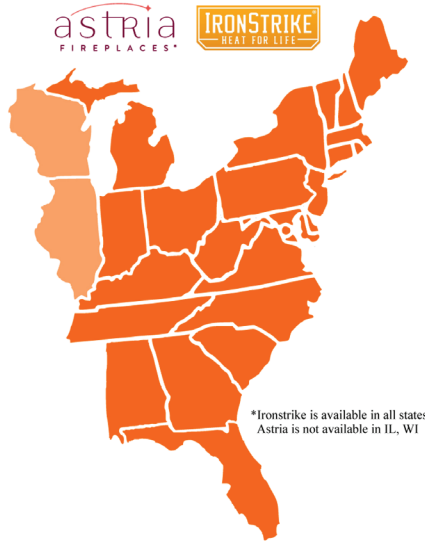 astria
FIREPLACES*
IRONSTRIKE®
HEAT FOR LIFE
*Ironstrike is available in all states
Astria is not available in IL, WI